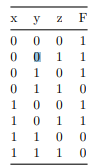 x y z F
0 0 0 1
0 0 1 1
0 1 0 1
0 1 1 0
1 0 0 1
1 0 1 1
1 1 0 0
1 1 1 0